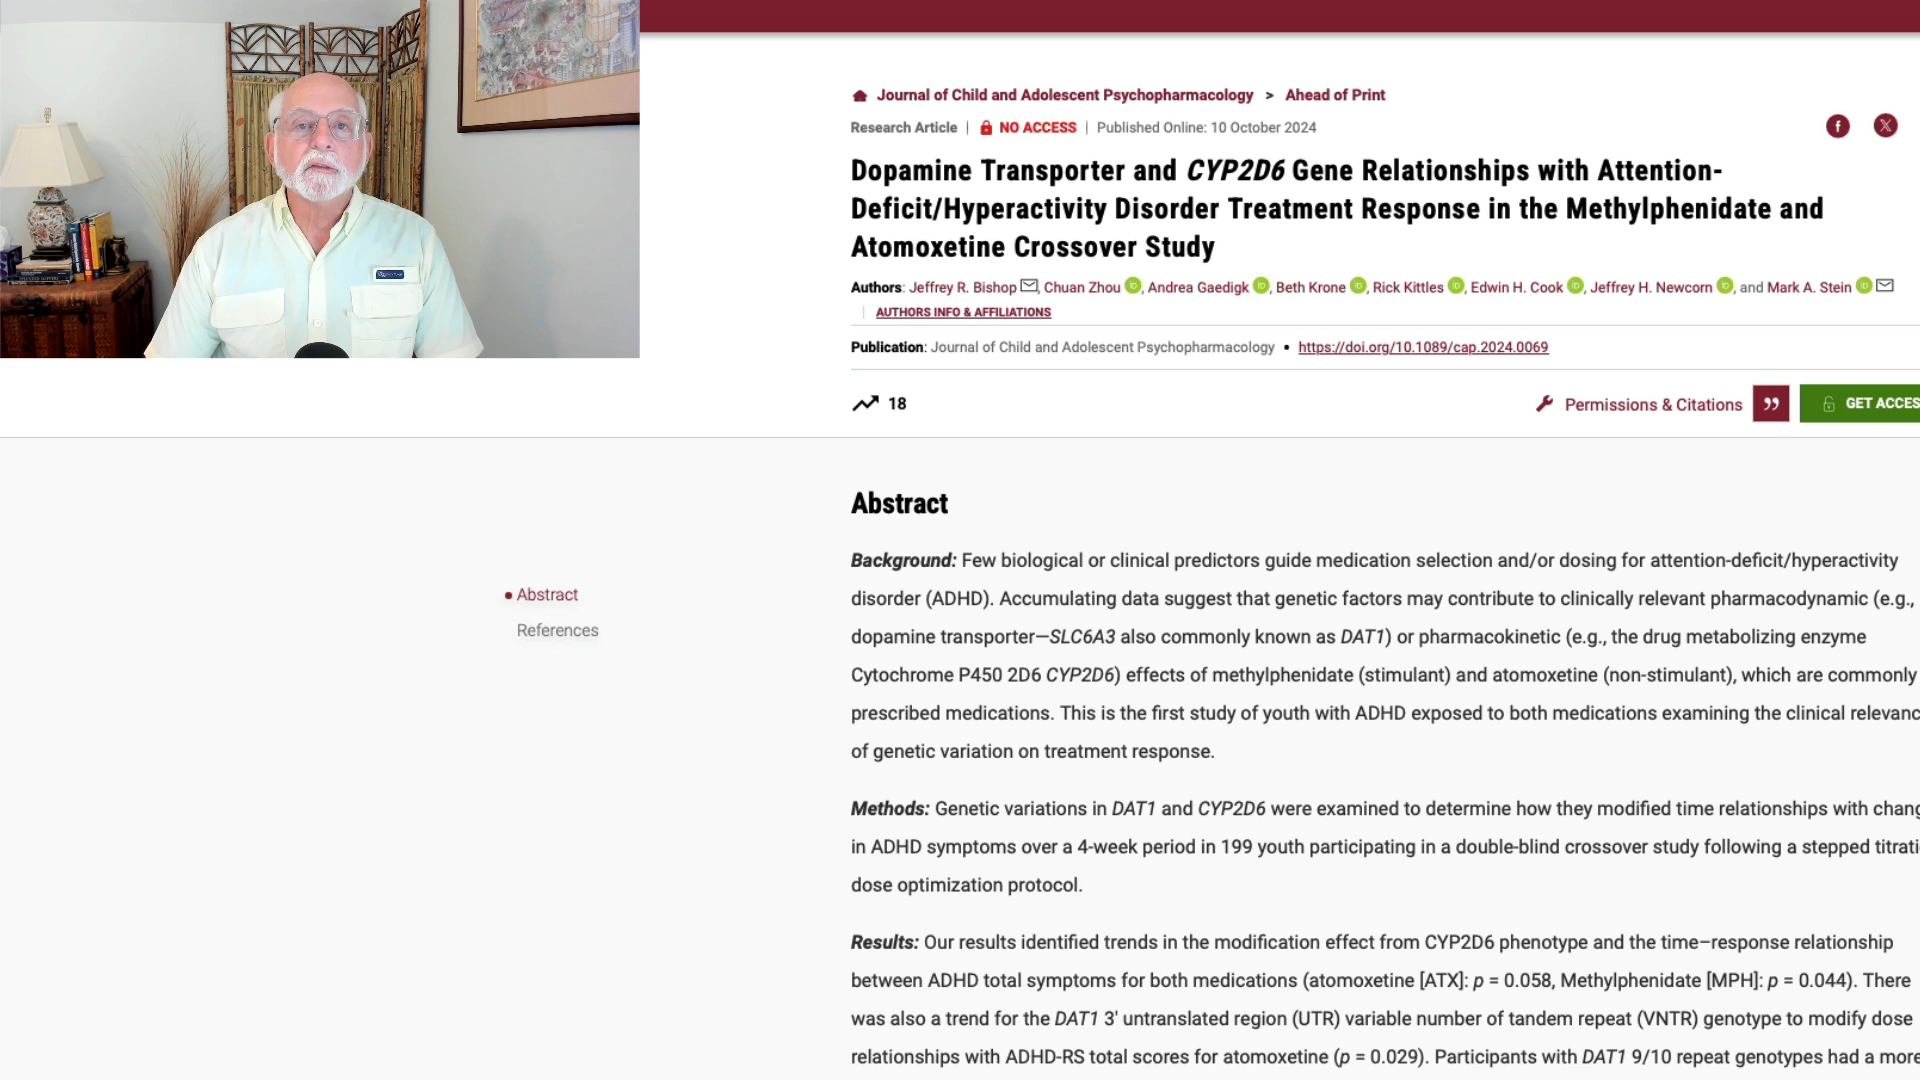 Journal of Child and Adolescent Psychopharmacology > Ahead of Print
Research Article | NO ACCESS | Published Online: 10 October 2024
Dopamine Transporter and CYP2D6 Gene Relationships with Attention-
Deficit/Hyperactivity Disorder Treatment Response in the Methylphenidate and
Atomoxetine Crossover Study
Authors: Jeffrey R. Bishop, Chuan Zhou, Andrea Gaedigk, Beth Krone, Rick Kittles, Edwin H. Cook, Jeffrey H. Newcorn, and Mark A. Stein
AUTHORS INFO & AFFILIATIONS
Publication: Journal of Child and Adolescent Psychopharmacology • https://doi.org/10.1089/cap.2024.0069
18
Permissions & Citations
GET ACCES
Abstract
References
Abstract
Background: Few biological or clinical predictors guide medication selection and/or dosing for attention-deficit/hyperactivity
disorder (ADHD). Accumulating data suggest that genetic factors may contribute to clinically relevant pharmacodynamic (e.g.,
dopamine transporter—SLC6A3 also commonly known as DAT1) or pharmacokinetic (e.g., the drug metabolizing enzyme
Cytochrome P450 2D6 CYP2D6) effects of methylphenidate (stimulant) and atomoxetine (non-stimulant), which are commonly
prescribed medications. This is the first study of youth with ADHD exposed to both medications examining the clinical relevanc
of genetic variation on treatment response.
Methods: Genetic variations in DAT1 and CYP2D6 were examined to determine how they modified time relationships with chang
in ADHD symptoms over a 4-week period in 199 youth participating in a double-blind crossover study following a stepped titrati
dose optimization protocol.
Results: Our results identified trends in the modification effect from CYP2D6 phenotype and the time–response relationship
between ADHD total symptoms for both medications (atomoxetine [ATX]: p = 0.058, Methylphenidate [MPH]: p = 0.044). There
was also a trend for the DAT1 3' untranslated region (UTR) variable number of tandem repeat (VNTR) genotype to modify dose
relationships with ADHD-RS total scores for atomoxetine (p = 0.029). Participants with DAT1 9/10 repeat genotypes had a more